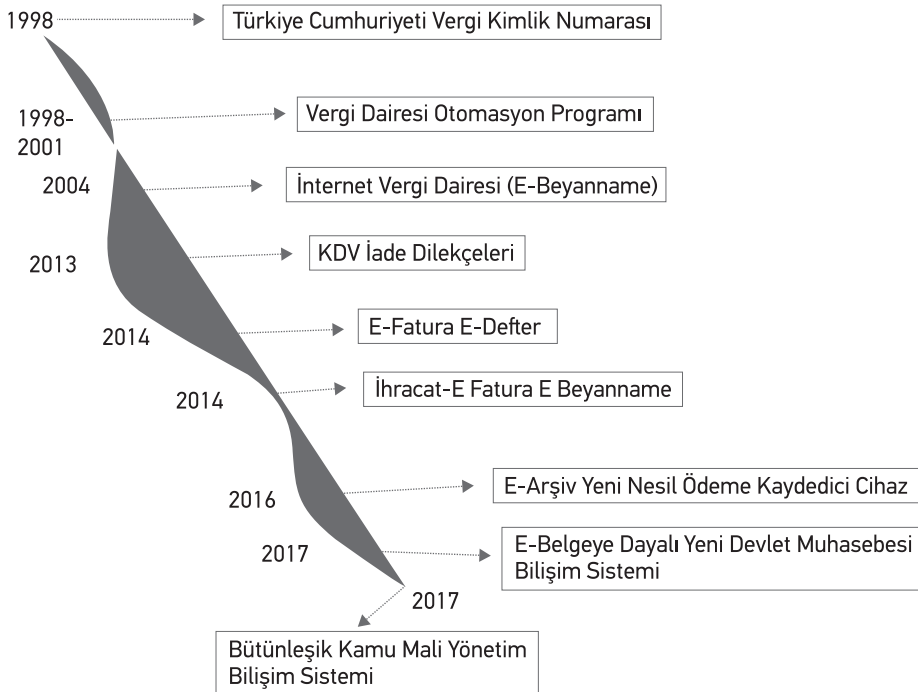 1998
Türkiye Cumhuriyeti Vergi Kimlik Numarası
1998-
2001
Vergi Dairesi Otomasyon Programı
2004
İnternet Vergi Dairesi (E-Beyanname)
2013
KDV İade Dilekçeleri
2014
E-Fatura E-Defter
2014
İhracat-E Fatura E Beyanname
2016
E-Arşiv Yeni Nesil Ödeme Kaydedici Cihaz
2017
E-Belgeye Dayalı Yeni Devlet Muhasebesi
Bilişim Sistemi
2017
Bütünleşik Kamu Mali Yönetim
Bilişim Sistemi